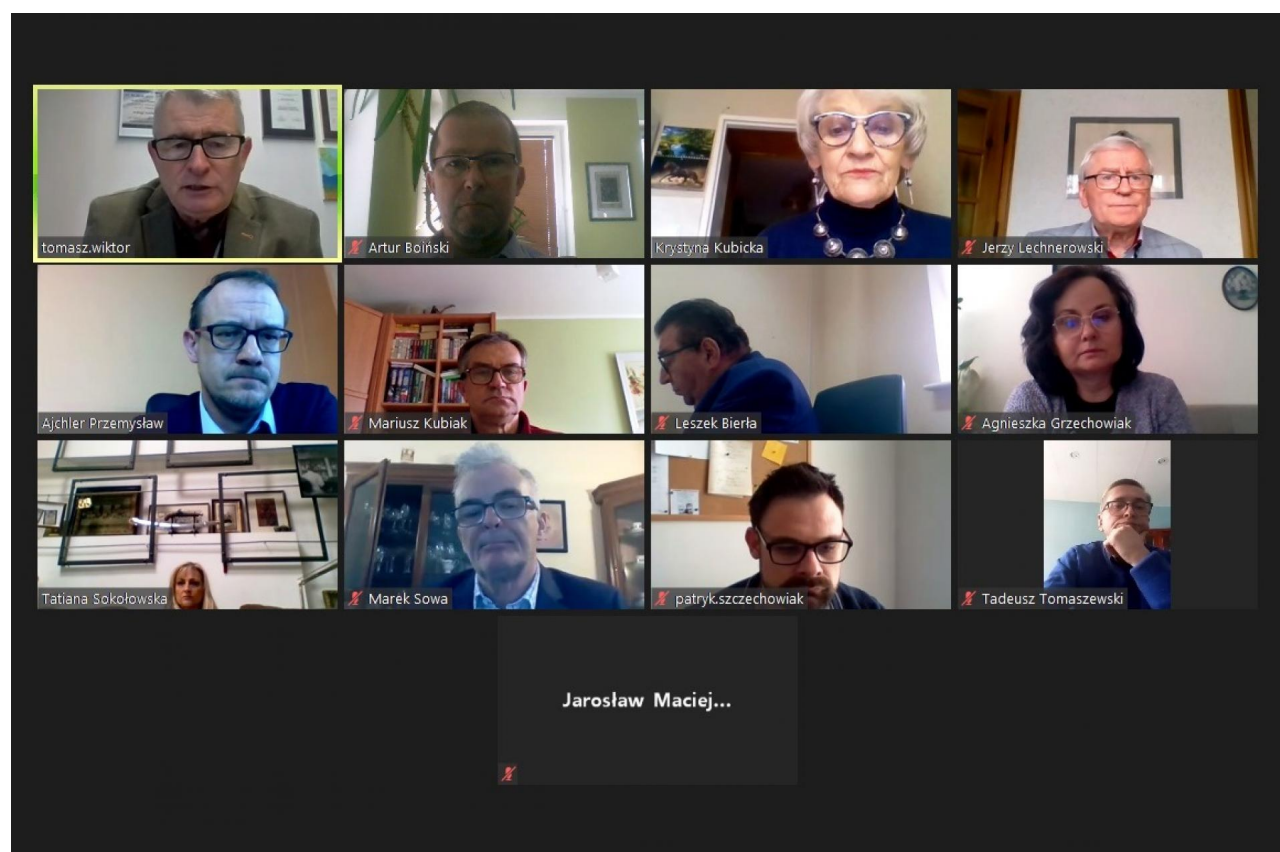 tomasz.wiktor
Artur Boiński
Krystyna Kubicka
Jerzy Lechnerowski
Ajchler Przemysław
Mariusz Kubiak
Leszek Bierła
Agnieszka Grzechowiak
Tatiana Sokołowska
Marek Sowa
patryk.szczechowiak
Tadeusz Tomaszewski
Jarosław Maciej...